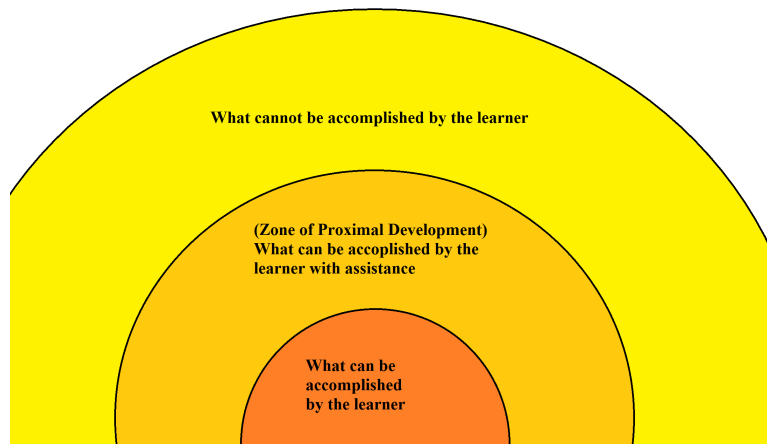 What cannot be accomplished by the learner
(Zone of Proximal Development)
What can be accoplished by the
learner with assistance
What can be
accomplished
by the learner